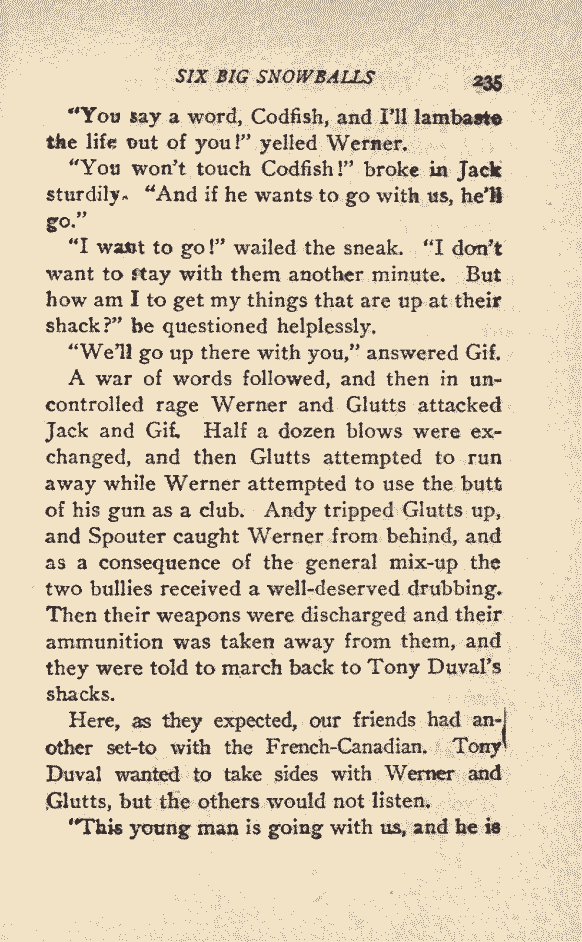 SIX BIG SNOWBALLS 235
"You say a word, Codfish, and I'll lambaste
the life out of you!" yelled Werner.
"You won't touch Codfish!" broke in Jack
sturdily. "And if he wants to go with us, he'll
go."
"I want to go!" wailed the sneak. "I don't
want to stay with them another minute. But
how am I to get my things that are up at their
shack?" he questioned helplessly.
"We'll go up there with you," answered Gif.
A war of words followed, and then in un-
controlled rage Werner and Glutts attacked
Jack and Gif. Half a dozen blows were ex-
changed, and then Glutts attempted to run
away while Werner attempted to use the butt
of his gun as a club. Andy tripped Glutts up,
and Spouter caught Werner from behind, and
as a consequence of the general mix-up the
two bullies received a well-deserved drubbing.
Then their weapons were discharged and their
ammunition was taken away from them, and
they were told to march back to Tony Duval's
shacks.
Here, as they expected, our friends had an-
other set-to with the French-Canadian. Tony
Duval wanted to take sides with Werner and
Glutts, but the others would not listen.
"This young man is going with us, and he is